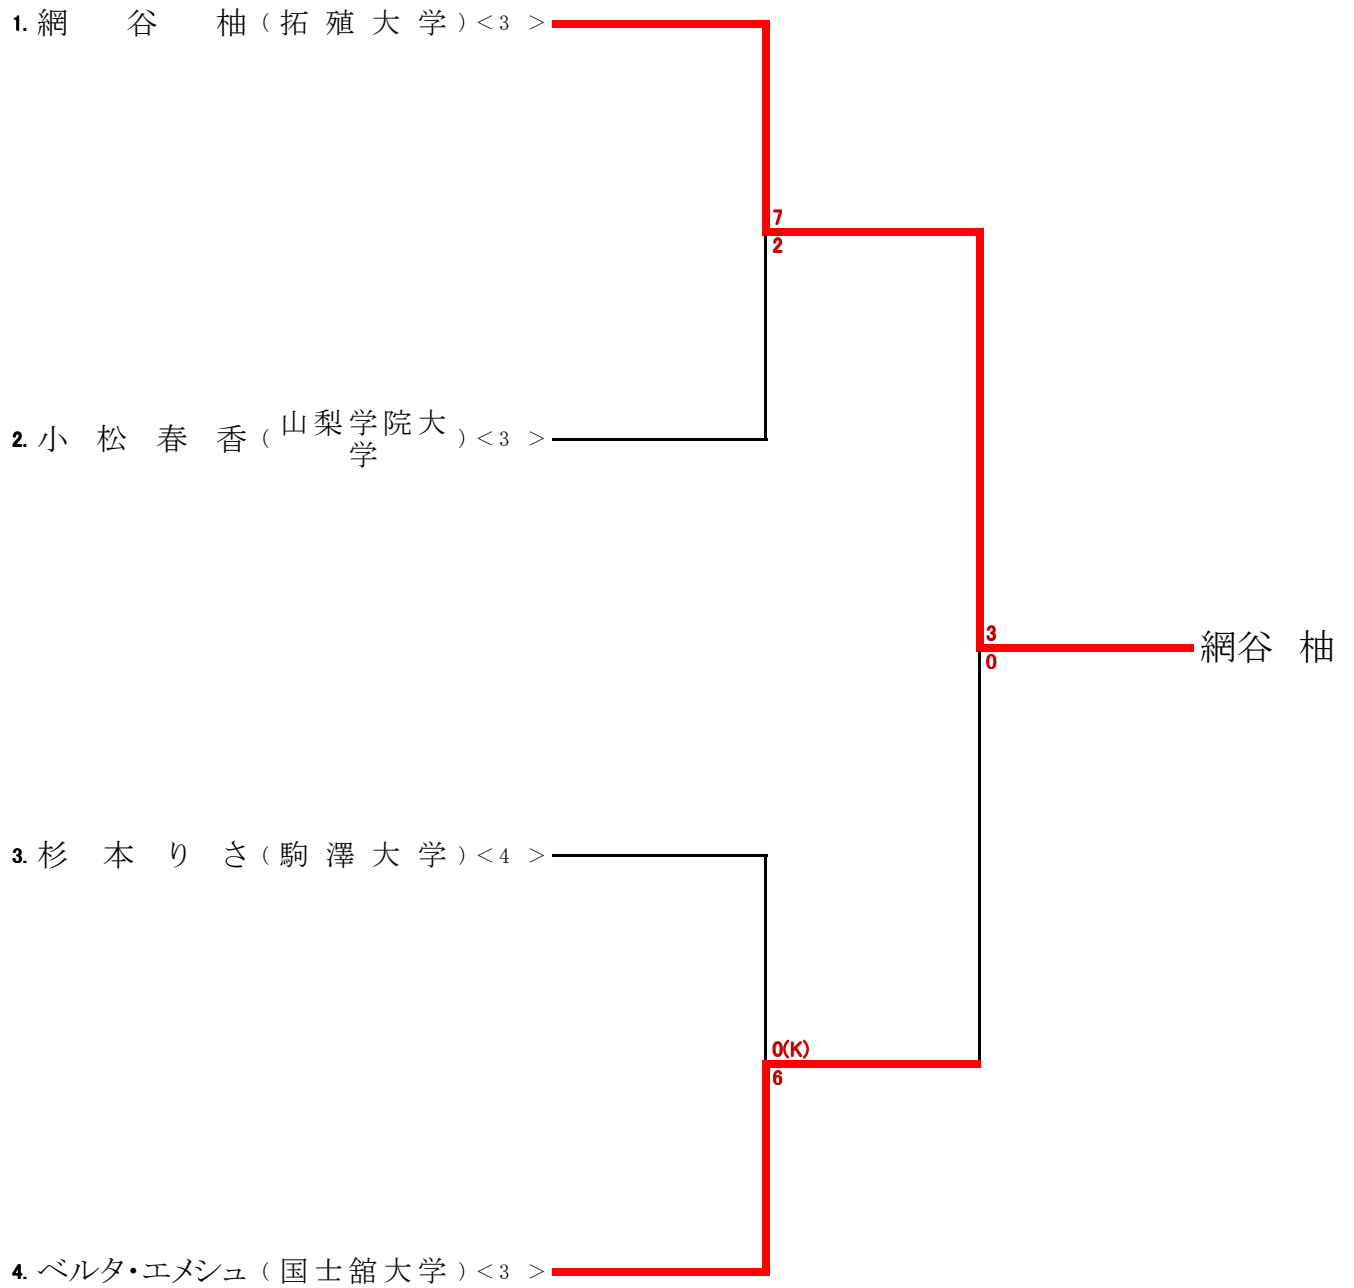 1. 網谷柚(拓殖大学)<3 >
7
2
2. 小松春香(山梨学院大
学)<3 >
3
0
網谷 柚
3. 杉本りさ(駒澤大学)<4 >
0(K)
6
4. ベルタ・エメシュ(国士舘大学)<3 >